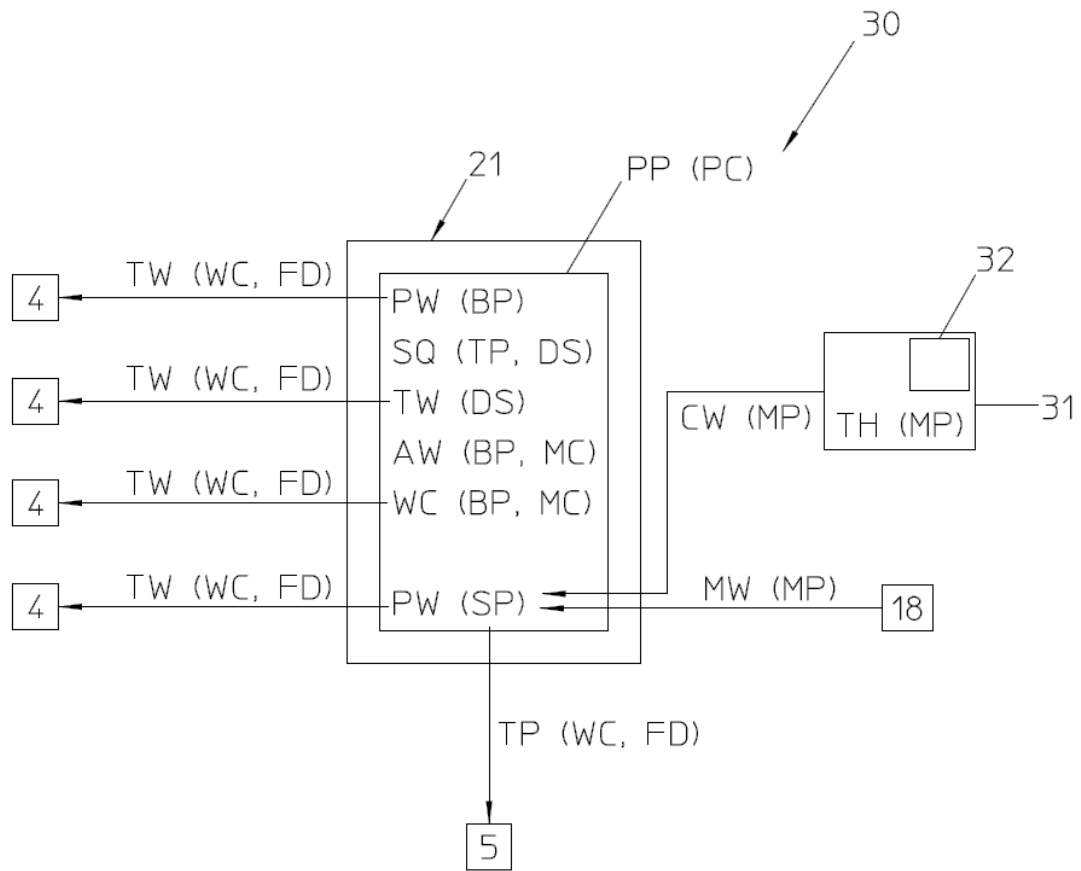 30
21
PP (PC)
TW (WC, FD)
32
4
PW (BP)
SQ (TP, DS)
TW (WC, FD)
4
TW (DS)
CW (MP)
TH (MP)
31
AW (BP, MC)
TW (WC, FD)
4
WC (BP, MC)
TW (WC, FD)
MW (MP)
4
PW (SP)
18
TP (WC, FD)
5